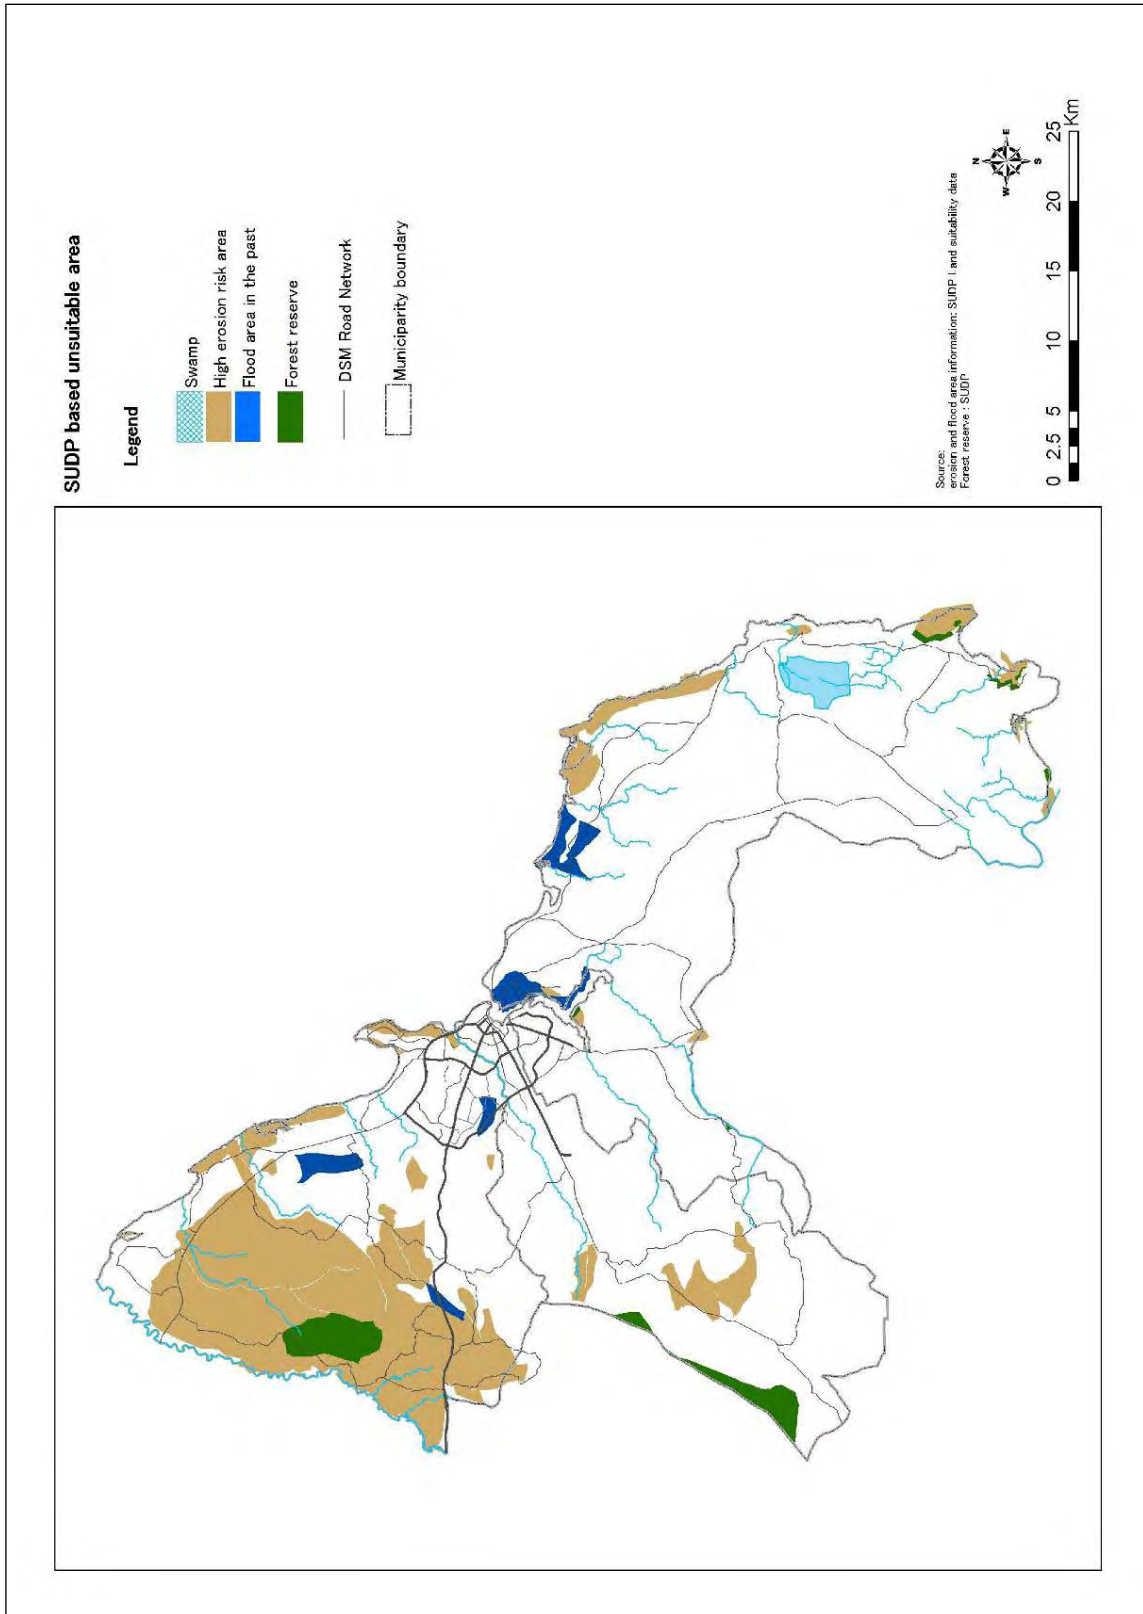 SUDP based unsuitable area
Legend
Swamp
High erosion risk area
Flood area in the past
Forest reserve
DSM Road Network
Municiparity boundary
N
W E
S
Source:
erosion and flood area information: SUDP I and suitability data
Forest reserve : SUDP
0 2.5 5 10 15 20 25
Km